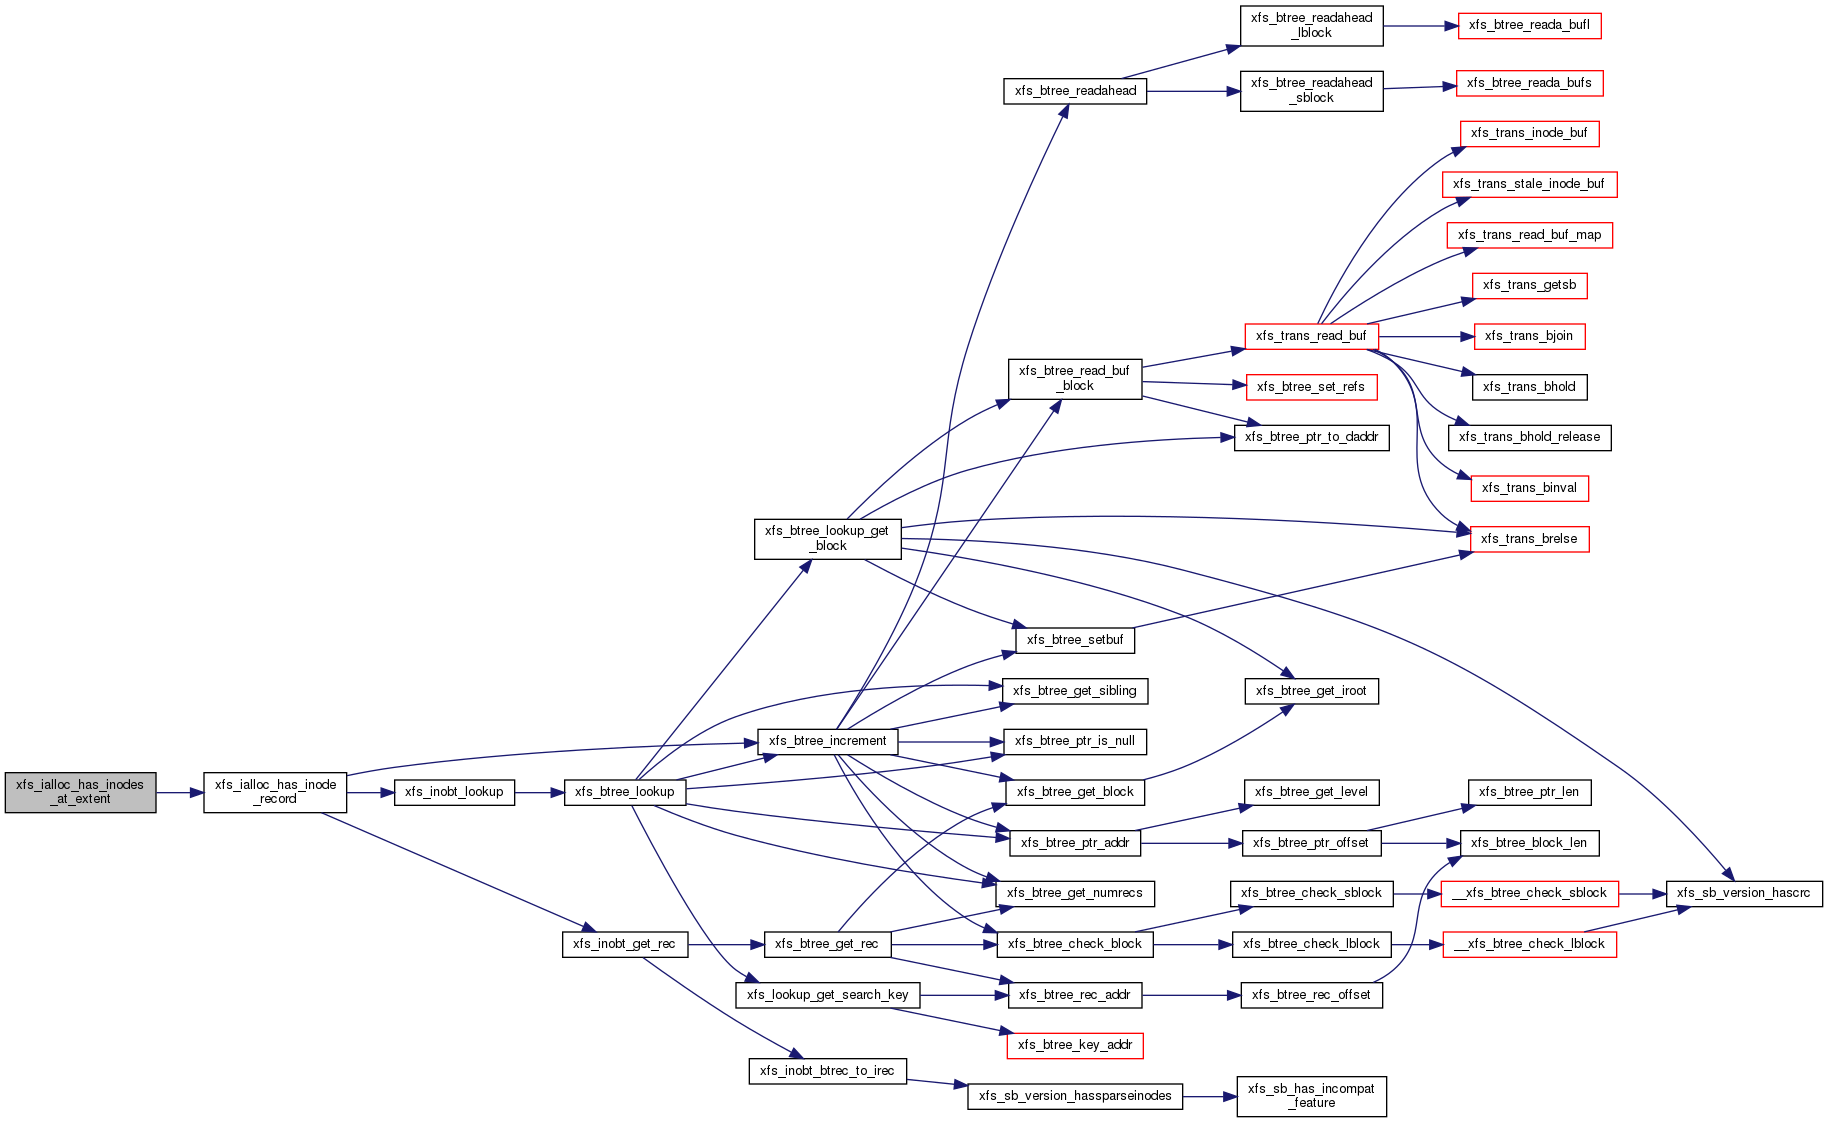 xfs_btree_readahead
_lblock
xfs_btree_reada_bufl
xfs_btree_readahead
xfs_btree_readahead
_sblock
xfs_btree_reada_bufs
xfs_trans_inode_buf
xfs_trans_stale_inode_buf
xfs_trans_read_buf_map
xfs_trans_getsb
xfs_trans_read_buf
xfs_trans_bjoin
xfs_btree_read_buf
_block
xfs_btree_set_refs
xfs_trans_bhold
xfs_btree_ptr_to_daddr
xfs_trans_bhold_release
xfs_trans_binval
xfs_btree_lookup_get
_block
xfs_trans_brelse
xfs_btree_setbuf
xfs_btree_get_sibling
xfs_btree_get_iroot
xfs_btree_increment
xfs_btree_ptr_is_null
xfs_ialloc_has_inodes
_at_extent
xfs_ialloc_has_inode
_record
xfs_inobt_lookup
xfs_btree_lookup
xfs_btree_get_block
xfs_btree_get_level
xfs_btree_ptr_len
xfs_btree_ptr_addr
xfs_btree_ptr_offset
xfs_btree_block_len
xfs_btree_get_numrecs
xfs_btree_check_sblock
__xfs_btree_check_sblock
xfs_sb_version_hascrc
xfs_inobt_get_rec
xfs_btree_get_rec
xfs_btree_check_block
xfs_btree_check_lblock
__xfs_btree_check_lblock
xfs_lookup_get_search_key
xfs_btree_rec_addr
xfs_btree_rec_offset
xfs_btree_key_addr
xfs_inobt_btrec_to_irec
xfs_sb_version_hassparseinodes
xfs_sb_has_incompat
_feature